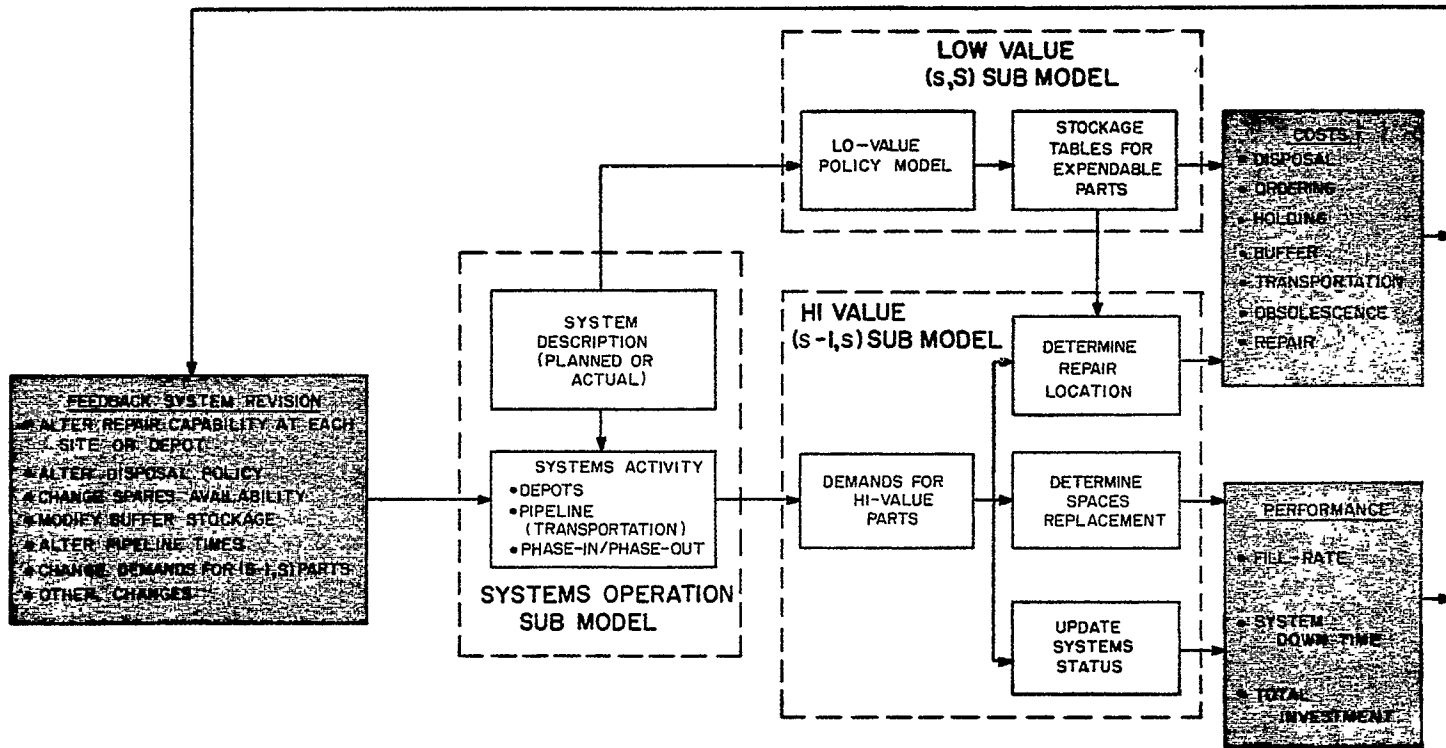 LOW VALUE
(s,S) SUB MODEL
LO-VALUE
POLICY MODEL
STOCKAGE
TABLES FOR
EXPENDABLE
PARTS
COSTS
• DISPOSAL
• ORDERING
• HOLDING
• BUFFER
• TRANSPORTATION
• OBSOLESCENCE
• REPAIR
SYSTEM
DESCRIPTION
(PLANNED OR
ACTUAL)
HI VALUE
(s-1,s) SUB MODEL
DETERMINE
REPAIR
LOCATION
FEEDBACK SYSTEM REVISION
• ALTER REPAIR CAPABILITY AT EACH
SITE OR DEPOT
• ALTER DISPOSAL POLICY
• CHANGE SPARES AVAILABILITY
• MODIFY BUFFER STOCKAGE
• ALTER PIPELINE TIMES
• CHANGE DEMANDS FOR (S-1,S) PARTS
• OTHER CHANGES
SYSTEMS ACTIVITY
• DEPOTS
• PIPELINE
(TRANSPORTATION)
• PHASE-IN/PHASE-OUT
SYSTEMS OPERATION
SUB MODEL
DEMANDS FOR
HI-VALUE
PARTS
DETERMINE
SPACES
REPLACEMENT
UPDATE
SYSTEMS
STATUS
PERFORMANCE
• FILL-RATE
• SYSTEM
DOWN TIME
• TOTAL
INVESTMENT